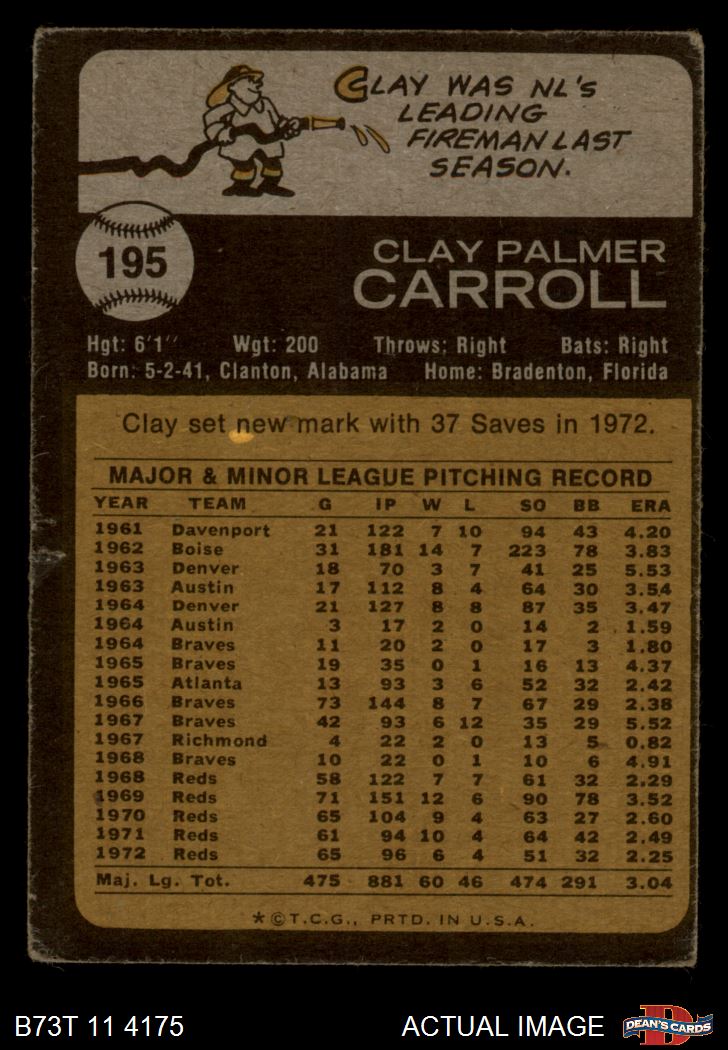 CLAY WAS NL'S
LEADING
FIREMAN LAST
SEASON.
195
CLAY PALMER
CARROLL
Hgt: 6'1" Wgt: 200 Throws: Right Bats: Right
Born: 5-2-41, Clanton, Alabama Home: Bradenton, Florida
Clay set new mark with 37 Saves in 1972.
MAJOR & MINOR LEAGUE PITCHING RECORD
YEAR TEAM G IP W L SO BB ERA
1961 Davenport 21 122 7 10 94 43 4.20
1962 Boise 31 181 14 7 223 78 3.83
1963 Denver 18 70 3 7 41 25 5.53
1963 Austin 17 112 8 4 64 30 3.54
1964 Denver 21 127 8 8 87 35 3.47
1964 Austin 3 17 2 0 14 2 1.59
1964 Braves 11 20 2 0 17 3 1.80
1965 Braves 19 35 0 1 16 13 4.37
1965 Atlanta 13 93 3 6 52 32 2.42
1966 Braves 73 144 8 7 67 29 2.38
1967 Braves 42 93 6 12 35 29 5.52
1967 Richmond 4 22 2 0 13 5 0.82
1968 Braves 10 22 0 1 10 6 4.91
1968 Reds 58 122 7 7 61 32 2.29
1969 Reds 71 151 12 6 90 78 3.52
1970 Reds 65 104 9 4 63 27 2.60
1971 Reds 61 94 10 4 64 42 2.49
1972 Reds 65 96 6 4 51 32 2.25
Maj. Lg. Tot. 475 881 60 46 474 291 3.04
*©T.C.G., PRTD. IN U.S.A.
B73T 11 4175 ACTUAL IMAGE D DEAN'S CARDS